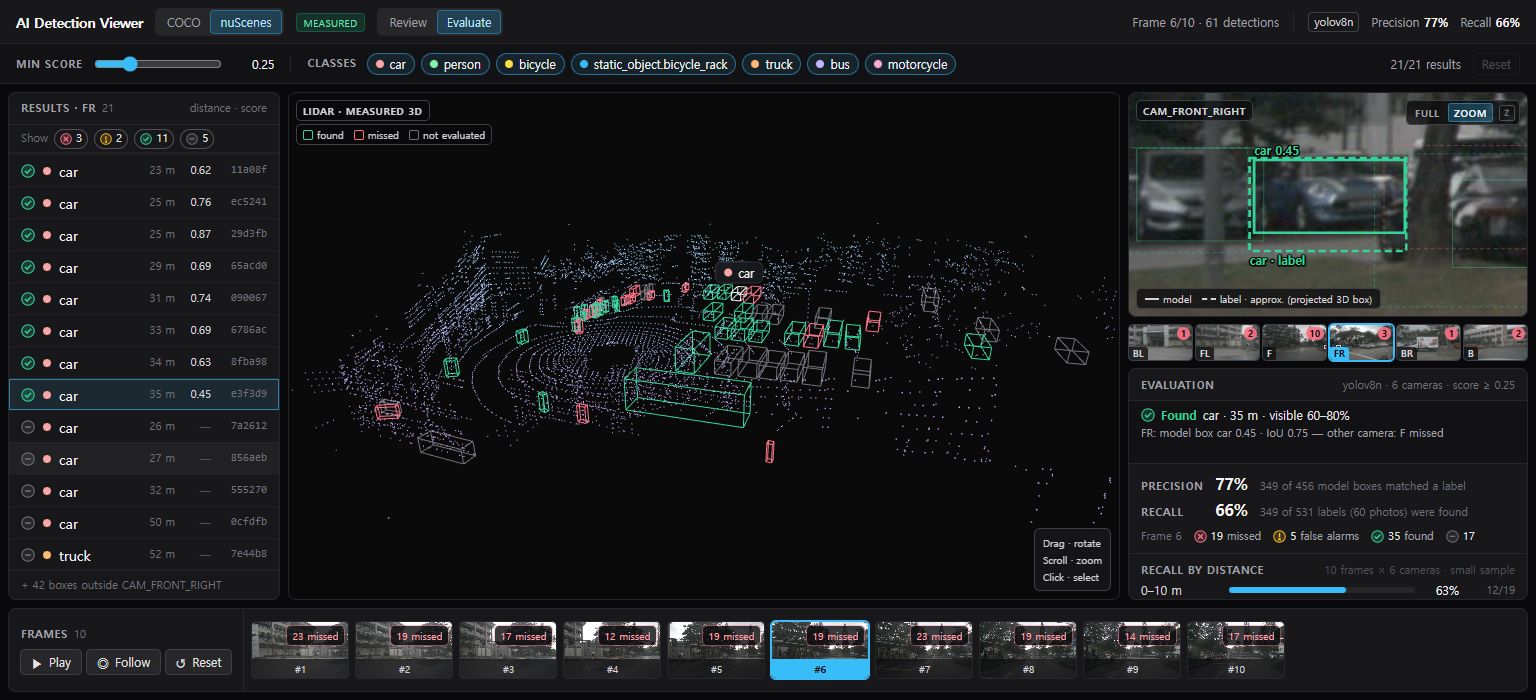 AI Detection Viewer COCO nuScenes MEASURED Review Evaluate Frame 6/10 · 61 detections yolov8n Precision 77% Recall 66%
MIN SCORE 0.25 CLASSES car person bicycle static_object.bicycle_rack truck bus motorcycle 21/21 results Reset
RESULTS · FR 21 distance · score
Show 3 2 11 5
car 23 m 0.62 11a08f
car 25 m 0.76 ec5241
car 25 m 0.87 29d3fb
car 29 m 0.69 65acd0
car 31 m 0.74 090067
car 33 m 0.69 6786ac
car 34 m 0.63 8fba98
car 35 m 0.45 e3f3d9
car 26 m — 7a2612
car 27 m — 856aeb
car 32 m — 555270
car 50 m — 0cfdfb
truck 52 m — 7e44b8
+ 42 boxes outside CAM_FRONT_RIGHT
LIDAR · MEASURED 3D
found missed not evaluated
car
Drag · rotate
Scroll · zoom
Click · select
CAM_FRONT_RIGHT FULL ZOOM Z
car 0.45
car · label
model label · approx. (projected 3D box)
BL 1 FL 2 F 10 FR 3 BR 1 B 2
EVALUATION yolov8n · 6 cameras · score ≥ 0.25
Found car · 35 m · visible 60–80%
FR: model box car 0.45 · IoU 0.75 — other camera: F missed
PRECISION 77% 349 of 456 model boxes matched a label
RECALL 66% 349 of 531 labels (60 photos) were found
Frame 6 19 missed 5 false alarms 35 found 17
RECALL BY DISTANCE 10 frames × 6 cameras · small sample
0–10 m 63% 12/19
FRAMES 10
Play Follow Reset
23 missed 19 missed 17 missed 12 missed 19 missed 19 missed 23 missed 19 missed 14 missed 17 missed
#1 #2 #3 #4 #5 #6 #7 #8 #9 #10